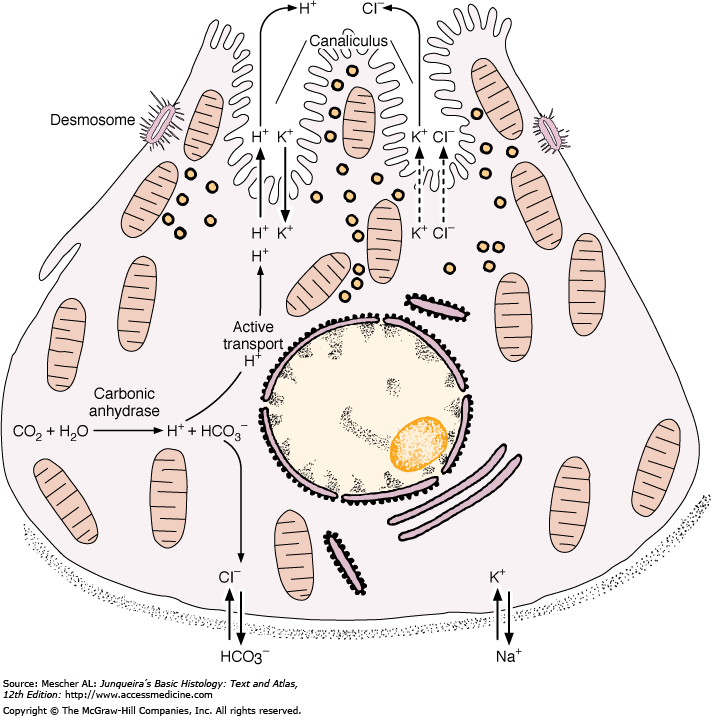 H⁺ Cl⁻
Canaliculus
Desmosome
H⁺ K⁺ K⁺ Cl⁻
H⁺ K⁺ K⁺ Cl⁻
H⁺
Active
transport
H⁺
Carbonic
anhydrase
CO₂ + H₂O H⁺ + HCO₃⁻
Cl⁻ K⁺
HCO₃⁻ Na⁺
Source: Mescher AL: Junqueira´s Basic Histology: Text and Atlas,
12th Edition: http://www.accessmedicine.com
Copyright © The McGraw-Hill Companies, Inc. All rights reserved.